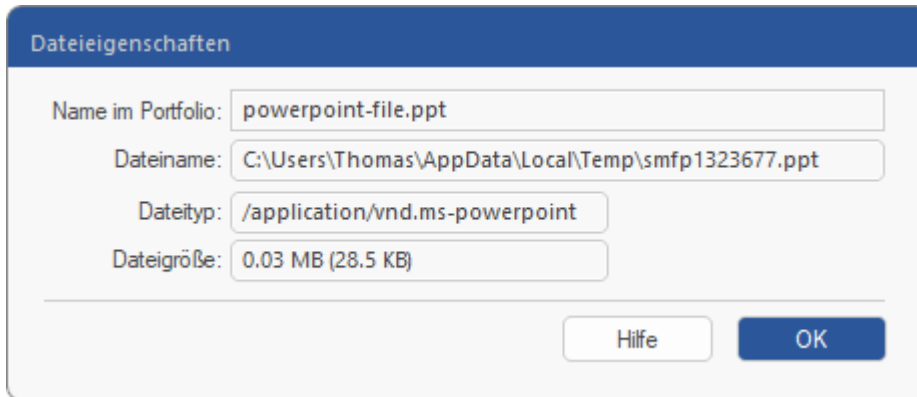 Dateieigenschaften
Name im Portfolio: powerpoint-file.ppt
Dateiname: C:\Users\Thomas\AppData\Local\Temp\smfp1323677.ppt
Dateityp: /application/vnd.ms-powerpoint
Dateigröße: 0.03 MB (28.5 KB)
Hilfe OK